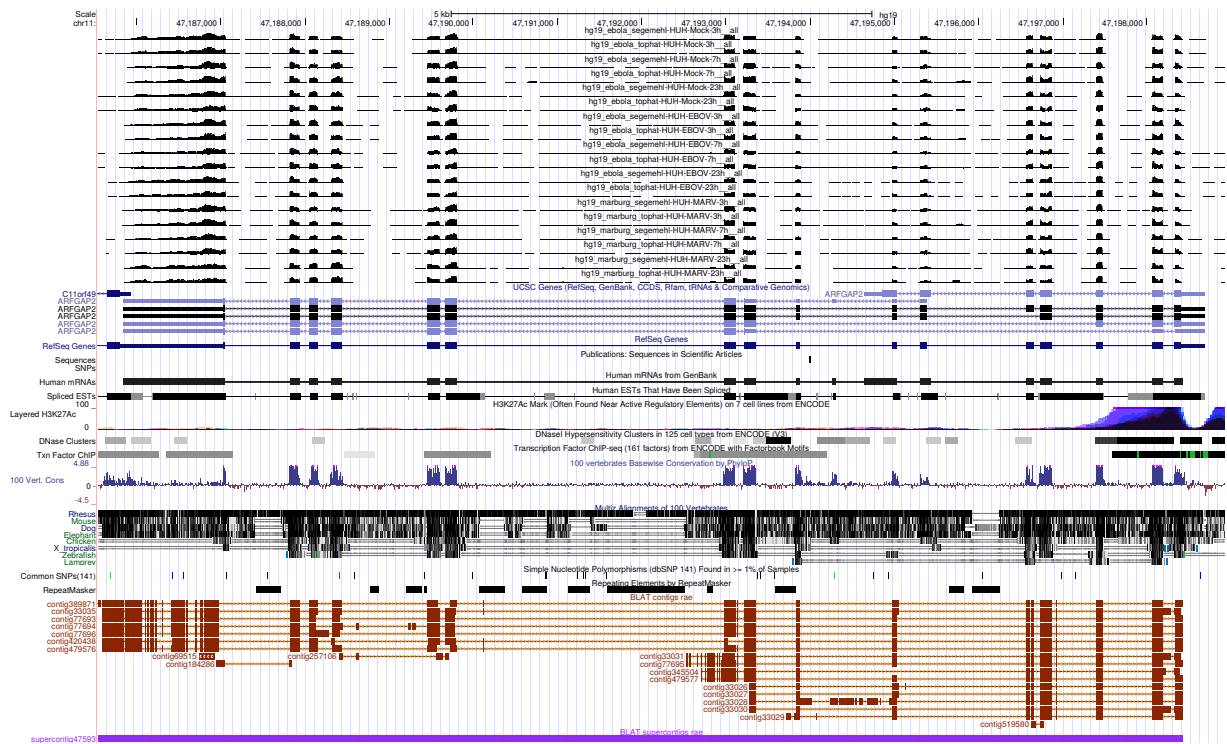 Scale 5 kb hg19
chr11: 47,187,000 47,188,000 47,189,000 47,190,000 47,191,000 47,192,000 47,193,000 47,194,000 47,195,000 47,196,000 47,197,000 47,198,000
hg19_ebola_segemehl-HUH-Mock-3h__all
hg19_ebola_tophat-HUH-Mock-3h__all
hg19_ebola_segemehl-HUH-Mock-7h__all
hg19_ebola_tophat-HUH-Mock-7h__all
hg19_ebola_segemehl-HUH-Mock-23h__all
hg19_ebola_tophat-HUH-Mock-23h__all
hg19_ebola_segemehl-HUH-EBOV-3h__all
hg19_ebola_tophat-HUH-EBOV-3h__all
hg19_ebola_segemehl-HUH-EBOV-7h__all
hg19_ebola_tophat-HUH-EBOV-7h__all
hg19_ebola_segemehl-HUH-EBOV-23h__all
hg19_ebola_tophat-HUH-EBOV-23h__all
hg19_marburg_segemehl-HUH-MARV-3h__all
hg19_marburg_tophat-HUH-MARV-3h__all
hg19_marburg_segemehl-HUH-MARV-7h__all
hg19_marburg_tophat-HUH-MARV-7h__all
hg19_marburg_segemehl-HUH-MARV-23h__all
hg19_marburg_tophat-HUH-MARV-23h__all
UCSC Genes (RefSeq, GenBank, CCDS, Rfam, tRNAs & Comparative Genomics)
C11orf49 ARFGAP2
ARFGAP2
ARFGAP2
ARFGAP2
ARFGAP2
ARFGAP2
RefSeq Genes
RefSeq Genes
Publications: Sequences in Scientific Articles
Sequences
SNPs
Human mRNAs from GenBank
Human mRNAs
Human ESTs That Have Been Spliced
Spliced ESTs
H3K27Ac Mark (Often Found Near Active Regulatory Elements) on 7 cell lines from ENCODE
100
Layered H3K27Ac
0
DNaseI Hypersensitivity Clusters in 125 cell types from ENCODE (V3)
DNase Clusters
Transcription Factor ChIP-seq (161 factors) from ENCODE with Factorbook Motifs
Txn Factor ChIP
100 vertebrates Basewise Conservation by PhyloP
4.88
100 Vert. Cons
0
-4.5
Multiz Alignments of 100 Vertebrates
Rhesus
Mouse
Dog
Elephant
Chicken
X_tropicalis
Zebrafish
Lamprey
Simple Nucleotide Polymorphisms (dbSNP 141) Found in >= 1% of Samples
Common SNPs(141)
Repeating Elements by RepeatMasker
RepeatMasker
BLAT contigs rae
contig389871
contig33035
contig77693
contig77694
contig77696
contig420438
contig479576
contig69515 contig257106 contig33031
contig184286 contig77695
contig345504
contig479577
contig33026
contig33027
contig33028
contig33030
contig33029
contig519580
BLAT supercontigs rae
supercontig47593